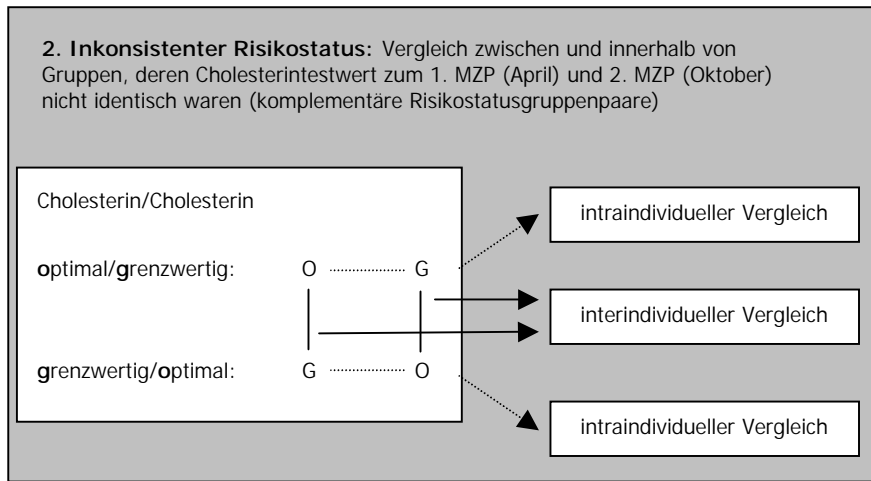 2. Inkonsistenter Risikostatus: Vergleich zwischen und innerhalb von
Gruppen, deren Cholesterintestwert zum 1. MZP (April) und 2. MZP (Oktober)
nicht identisch waren (komplementäre Risikostatusgruppenpaare)
Cholesterin/Cholesterin
optimal/grenzwertig: O G
grenzwertig/optimal: G O
intraindividueller Vergleich
interindividueller Vergleich
intraindividueller Vergleich